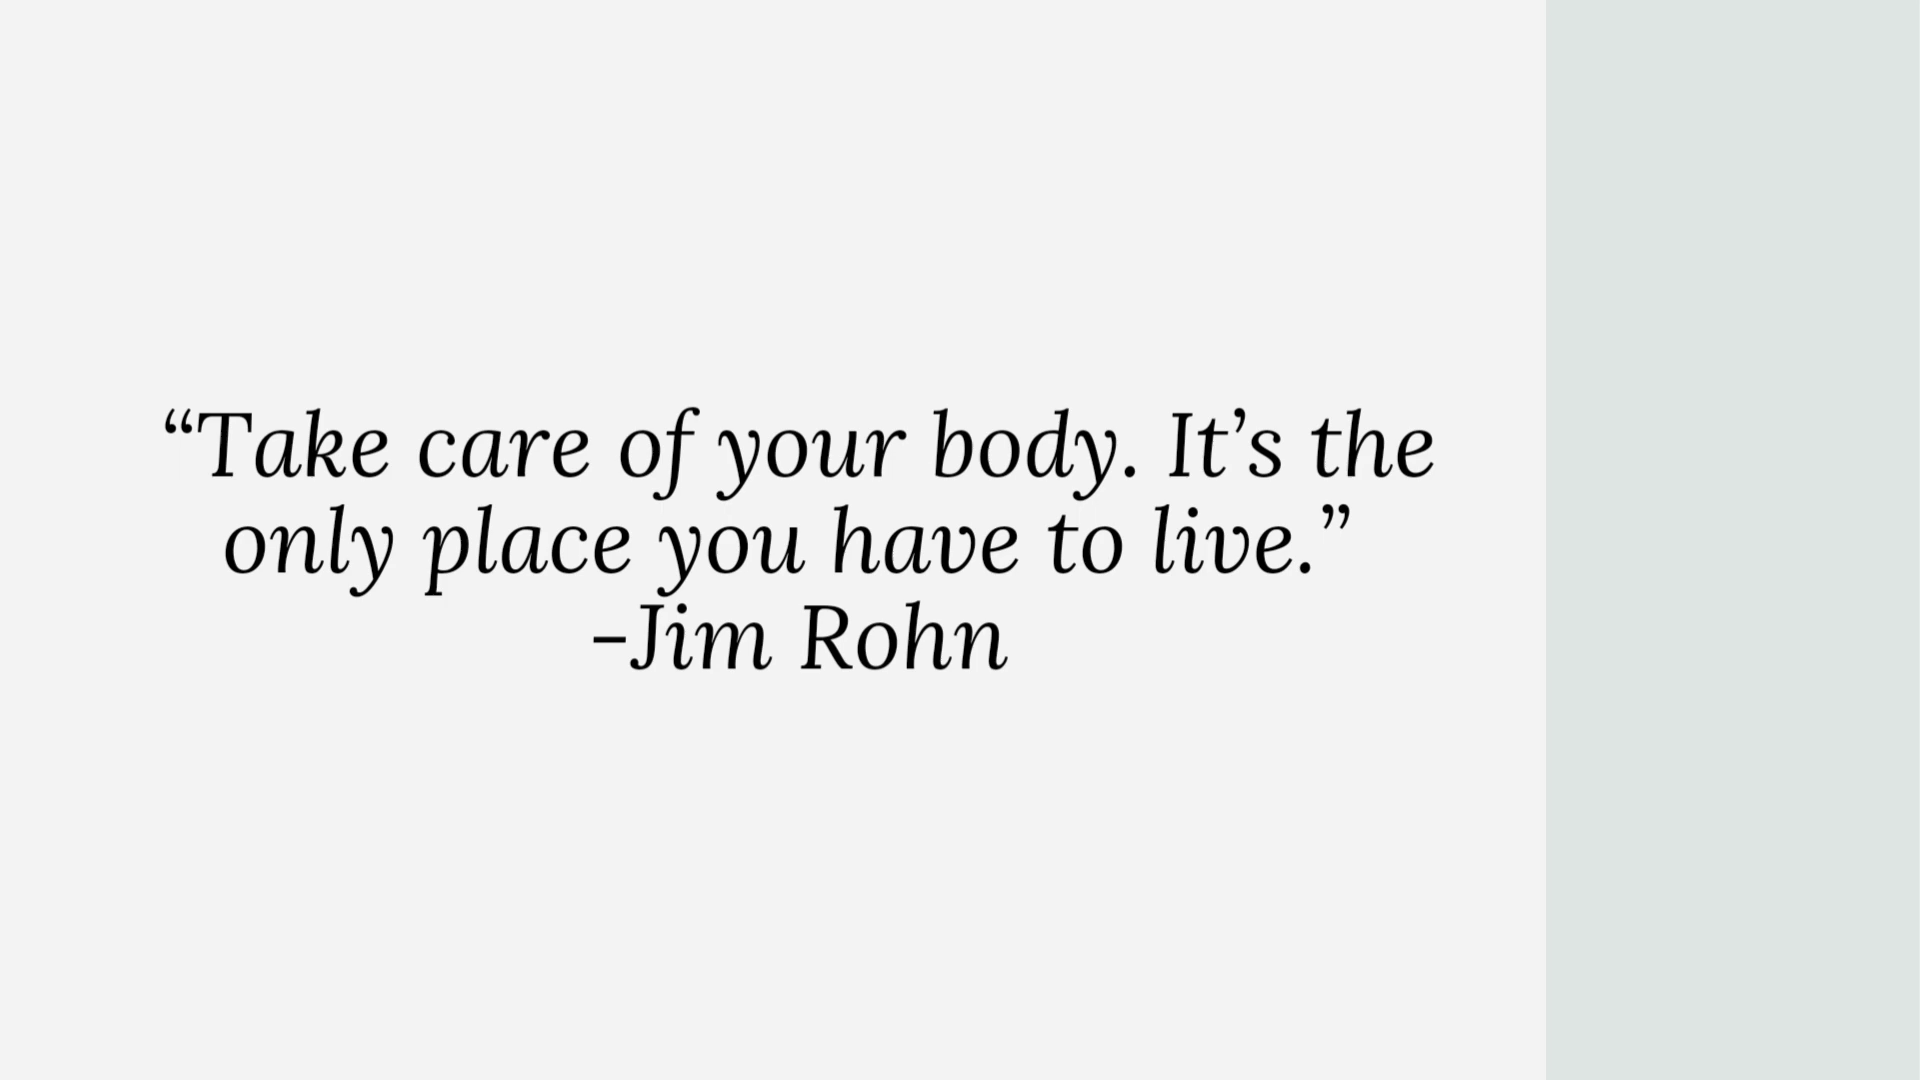 “Take care of your body. It’s the
only place you have to live.”
–Jim Rohn